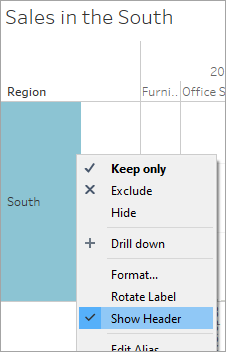 Sales in the South
20
Region
Furni..
Office S
South
Keep only
Exclude
Hide
Drill down
Format...
Rotate Label
Show Header
Edit Alias